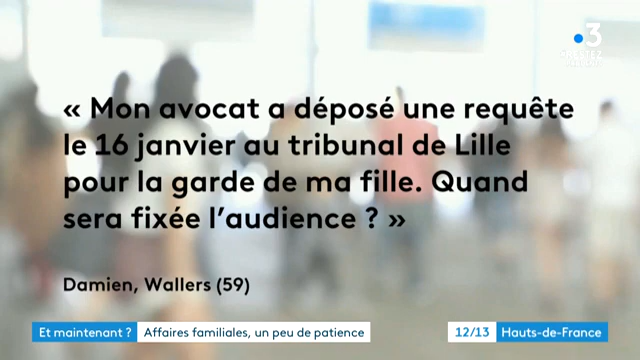 3
RESTEZ
« Mon avocat a déposé une requête
le 16 janvier au tribunal de Lille
pour la garde de ma fille. Quand
sera fixée l’audience ? »
Damien, Wallers (59)
Et maintenant ? Affaires familiales, un peu de patience
12/13 Hauts-de-France